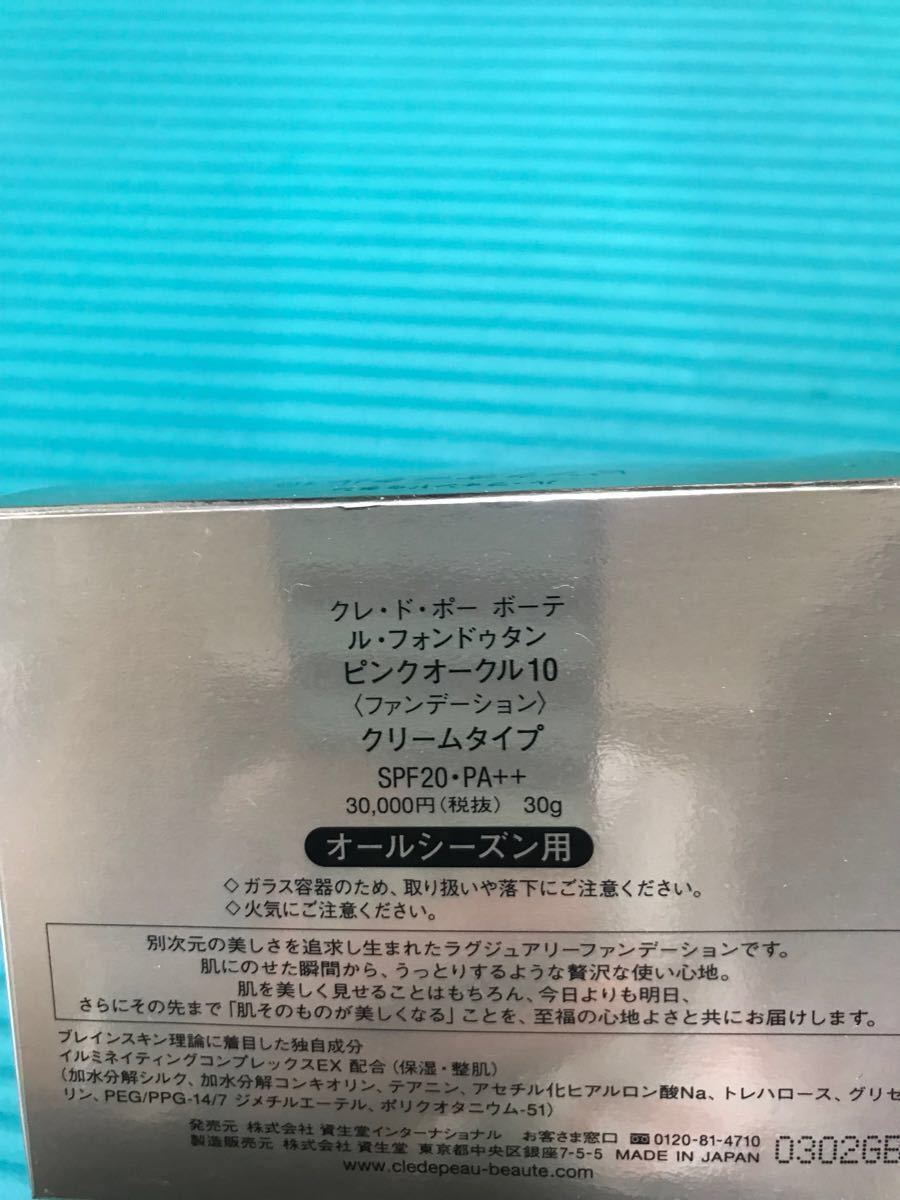 クレ・ド・ポー ボーテ
ル・フォンドゥタン
ピンクオークル10
〈ファンデーション〉
クリームタイプ
SPF20・PA++
30,000円(税抜) 30g
オールシーズン用
◇ガラス容器のため、取り扱いや落下にご注意ください。
◇火気にご注意ください。
別次元の美しさを追求し生まれたラグジュアリーファンデーションです。
肌にのせた瞬間から、うっとりするような贅沢な使い心地。
肌を美しく見せることはもちろん、今日よりも明日、
さらにその先まで「肌そのものが美しくなる」ことを、至福の心地よさと共にお届けします。
ブレインスキン理論に着目した独自成分
イルミネイティングコンプレックスEX 配合(保湿・整肌)
(加水分解シルク、加水分解コンキオリン、テアニン、アセチル化ヒアルロン酸Na、トレハロース、グリセ
リン、PEG/PPG-14/7 ジメチルエーテル、ポリクオタニウム-51)
発売元 株式会社 資生堂インターナショナル お客さま窓口 0120-81-4710
製造販売元 株式会社 資生堂 東京都中央区銀座7-5-5 MADE IN JAPAN 0302GE
www.cledepeau-beaute.com